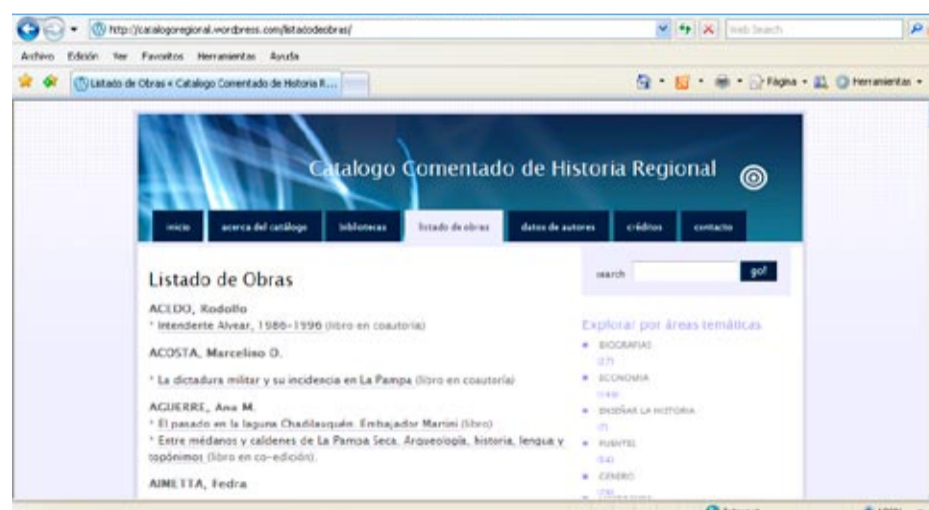 http://catalogoregional.wordpress.com/listadodeobras/
Web Search
Archivo Edición Ver Favoritos Herramientas Ayuda
Listado de Obras « Catalogo Comentado de Historia R...
Página Herramientas
Catalogo Comentado de Historia Regional
inicio acerca del catálogo bibliotecas listado de obras datos de autores créditos contacto
search go!
Listado de Obras
ACEDO, Rodolfo
* Intendente Alvear, 1986-1996 (libro en coautoría)
ACOSTA, Marcelino O.
* La dictadura militar y su incidencia en La Pampa (libro en coautoría)
AGUERRE, Ana M.
* El pasado en la laguna Chadilauquén. Embajador Martini (libro)
* Entre médanos y caldenes de La Pampa Seca. Arqueología, historia, lengua y
topónimos (libro en co-edición).
AIMETTA, Fedra
Explorar por áreas temáticas
BIOGRAFIAS
ECONOMIA
ENSEÑAR LA HISTORIA
FUENTES
GENERO